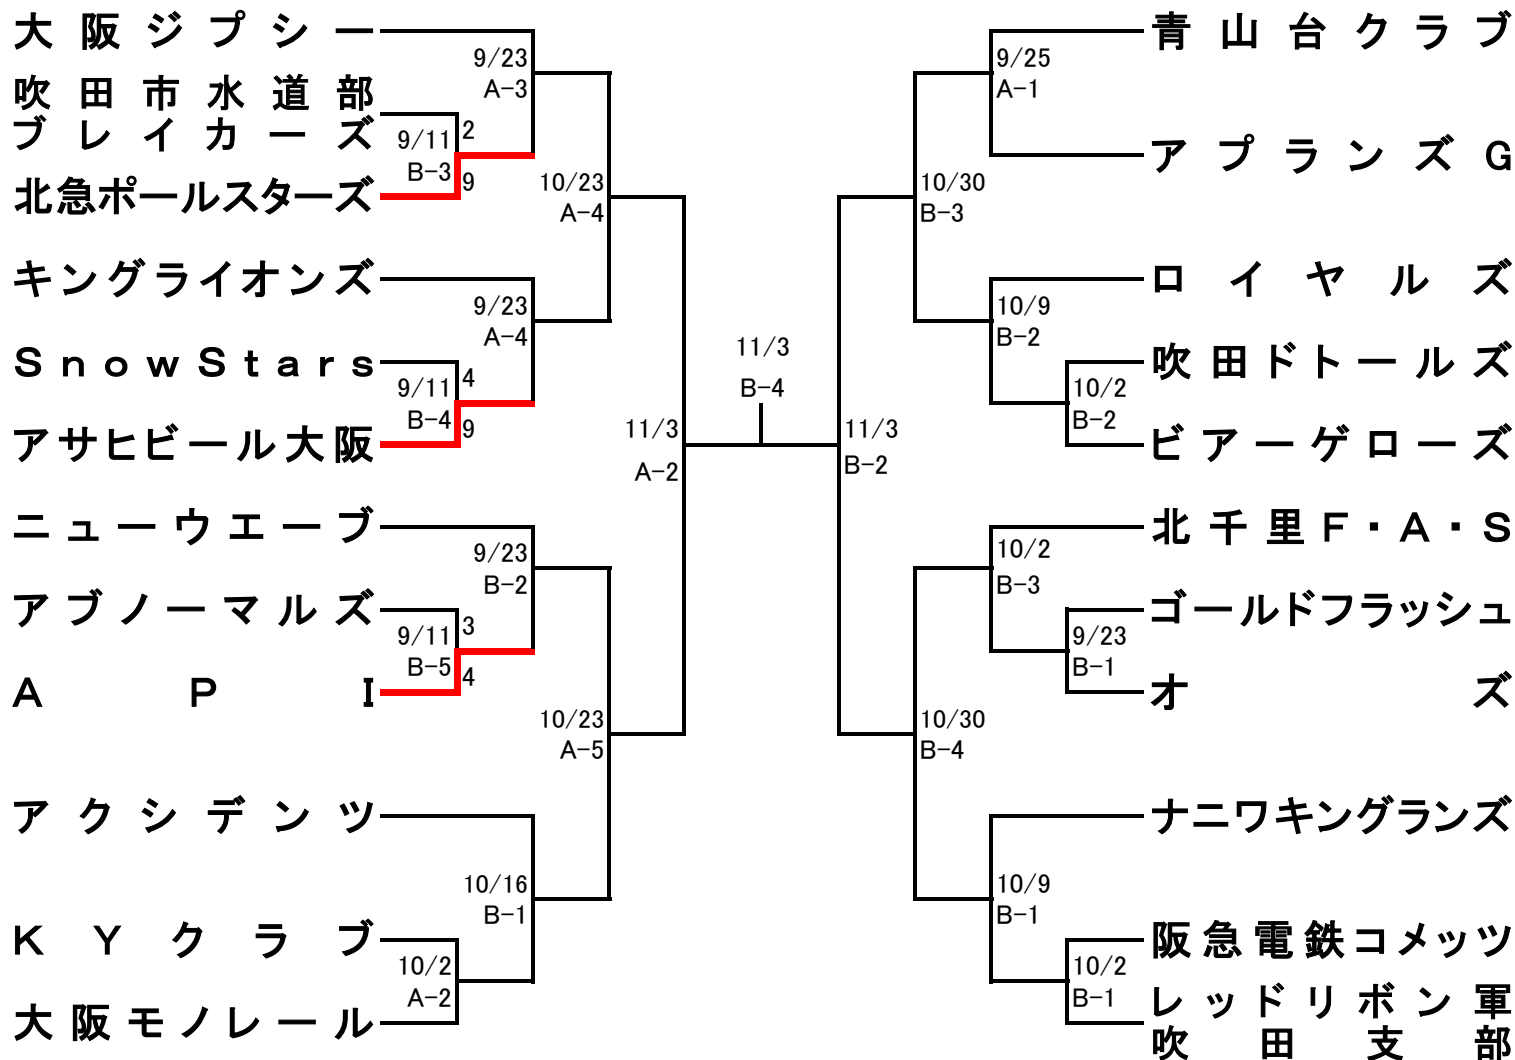 大阪ジプシー
9/23
A-3
吹田市水道部
ブレイカーズ
9/11
B-3
2
9
北急ポールスターズ
10/23
A-4
キングライオンズ
9/23
A-4
SnowStars
9/11
B-4
4
9
アサヒビール大阪
11/3
A-2
ニューウエーブ
9/23
B-2
アブノーマルズ
9/11
B-5
3
4
API
10/23
A-5
アクシデンツ
10/16
B-1
KYクラブ
10/2
A-2
大阪モノレール
11/3
B-4
青山台クラブ
9/25
A-1
アプランズG
10/30
B-3
ロイヤルズ
10/9
B-2
吹田ドトールズ
10/2
B-2
ビアーゲローズ
11/3
B-2
北千里F・A・S
10/2
B-3
ゴールドフラッシュ
9/23
B-1
オズ
10/30
B-4
ナニワキングランズ
10/9
B-1
阪急電鉄コメッツ
10/2
B-1
レッドリボン軍
吹田支部